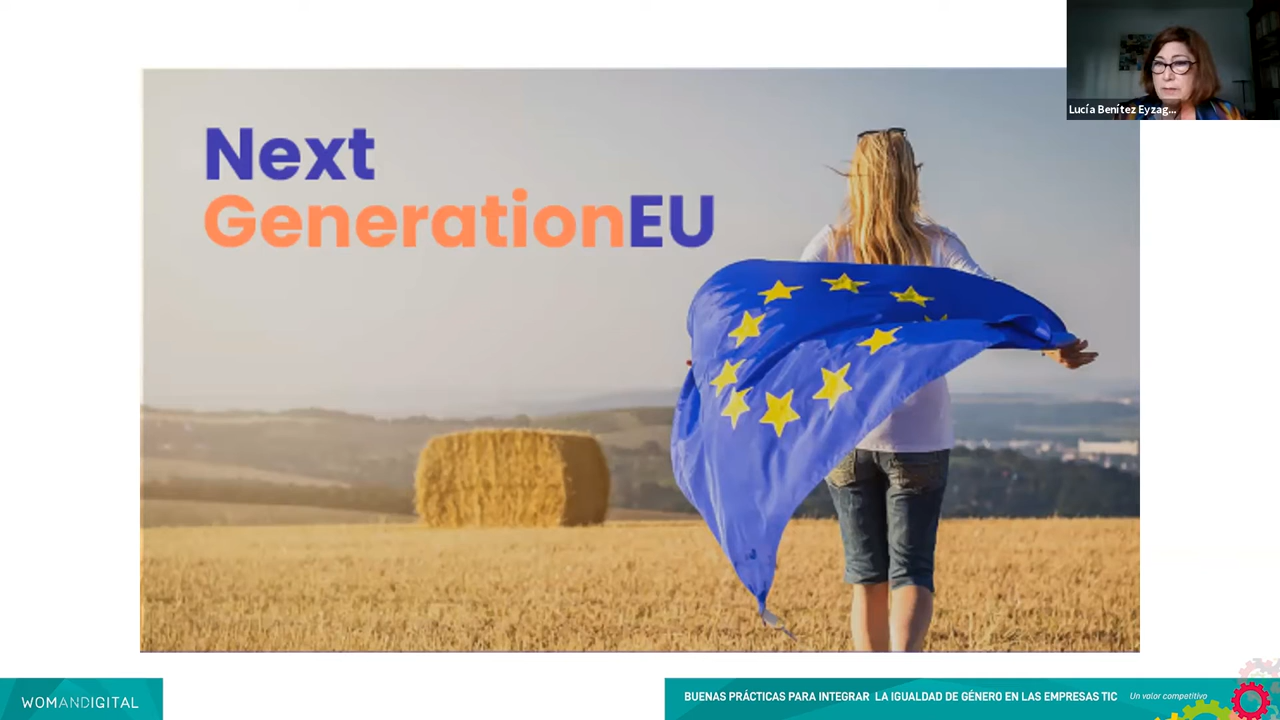 Next
GenerationEU
Lucía Benítez Eyzag...
WOMANDIGITAL
BUENAS PRÁCTICAS PARA INTEGRAR LA IGUALDAD DE GÉNERO EN LAS EMPRESAS TIC
Un valor competitivo